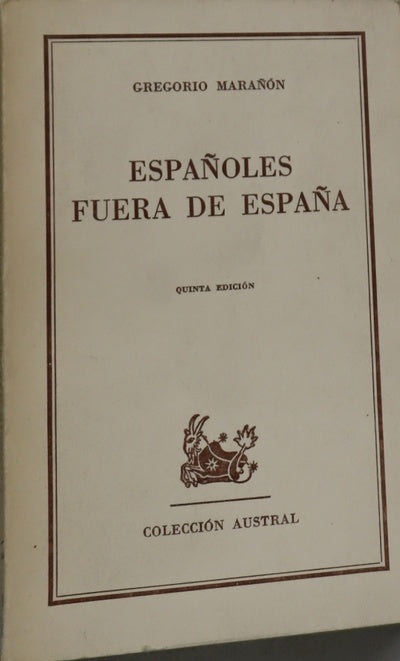 GREGORIO MARAÑÓN
ESPAÑOLES
FUERA DE ESPAÑA
QUINTA EDICIÓN
COLECCIÓN AUSTRAL